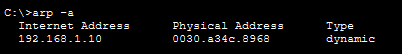 C:\>arp -a
Internet Address Physical Address Type
192.168.1.10 0030.a34c.8968 dynamic